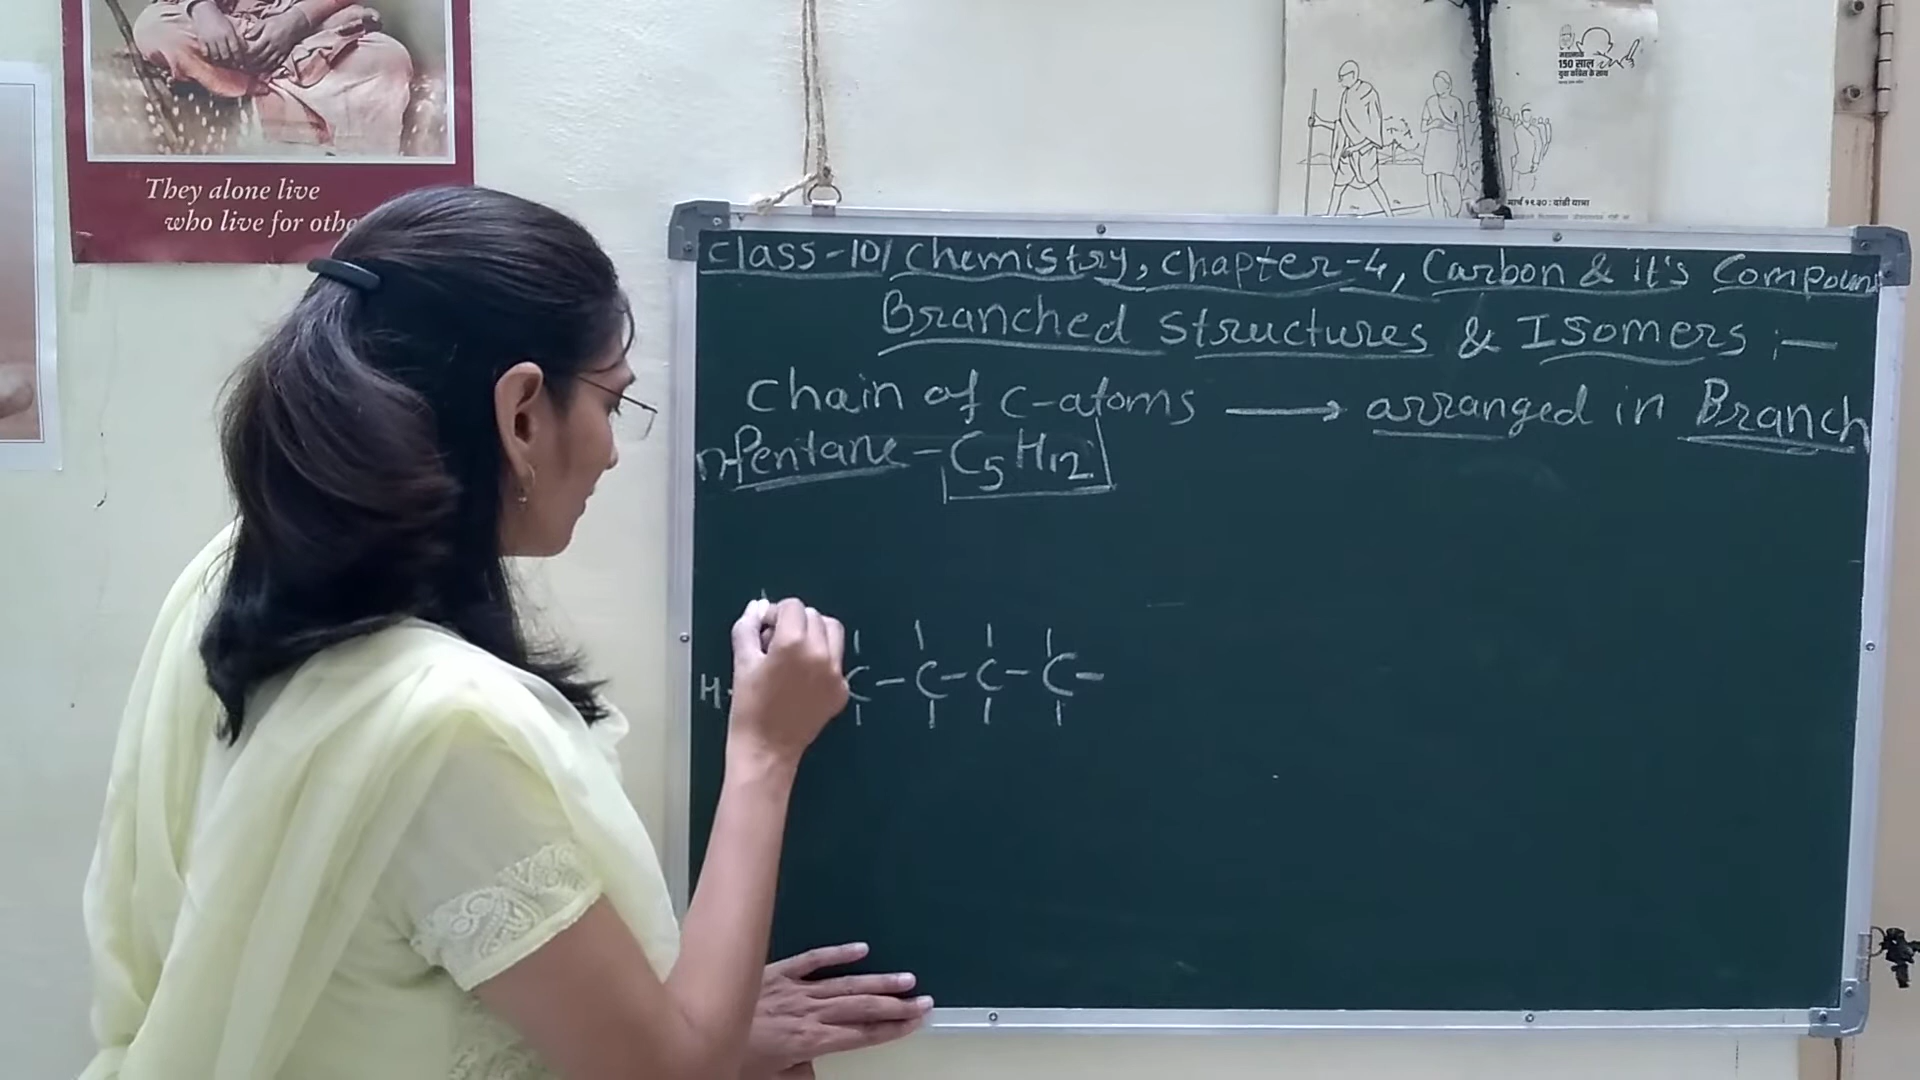 They alone live
who live for othe
150 साल
मार्च १९३० : दांडी यात्रा
Class-10/ Chemistry, Chapter-4, Carbon & it's Compoun
Branched Structures & Isomers :-
Chain of C-atoms → arranged in Branch
n-Pentane - C5H12
H- C - C - C - C -